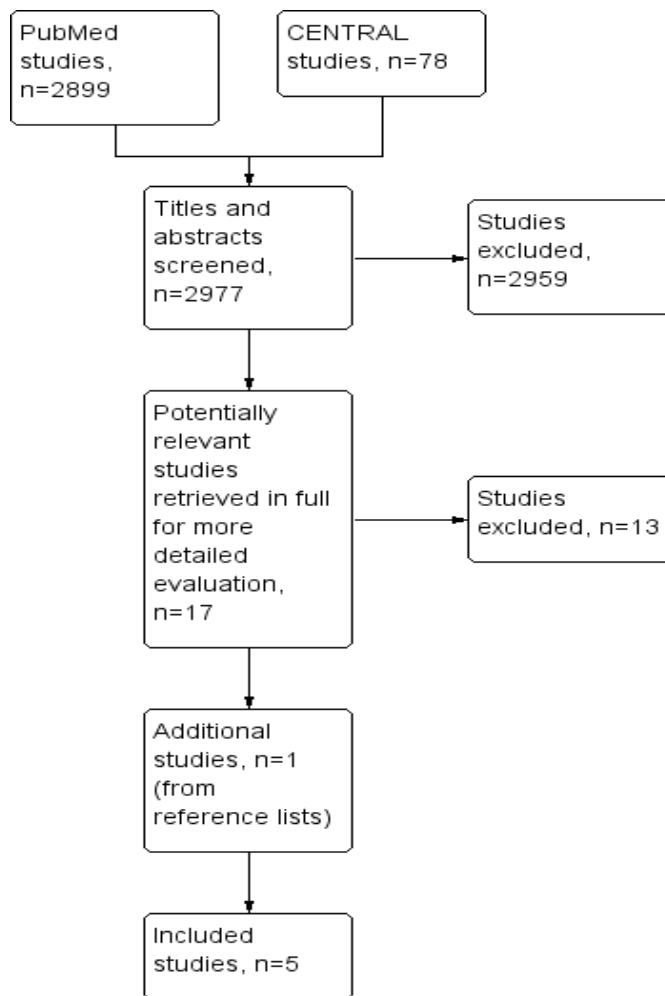 PubMed
studies,
n=2899
CENTRAL
studies, n=78
Titles and
abstracts
screened,
n=2977
Studies
excluded,
n=2959
Potentially
relevant
studies
retrieved in full
for more
detailed
evaluation,
n=17
Studies
excluded, n=13
Additional
studies, n=1
(from
reference lists)
Included
studies, n=5